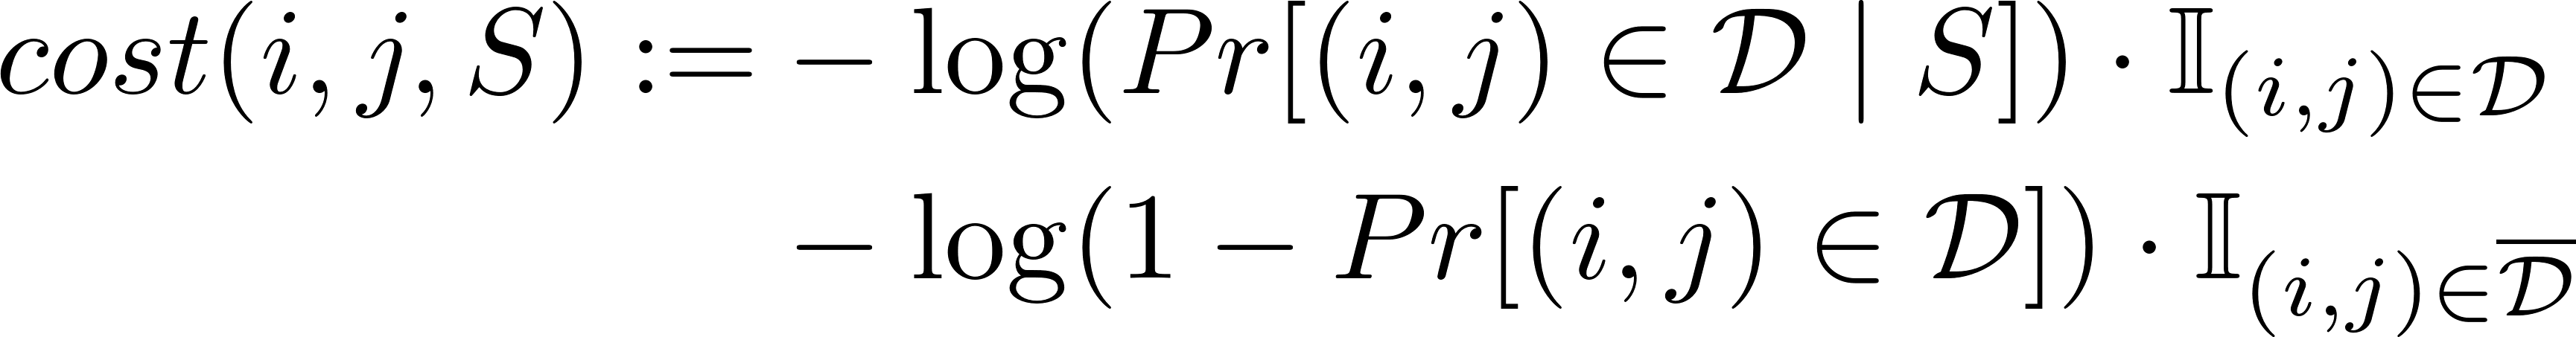 cost(i, j, S) := − log(Pr[(i, j) ∈ 𝒟 | S]) · 𝕀_{(i,j)∈𝒟}
− log(1 − Pr[(i, j) ∈ 𝒟]) · 𝕀_{(i,j)∈\overline{𝒟}}